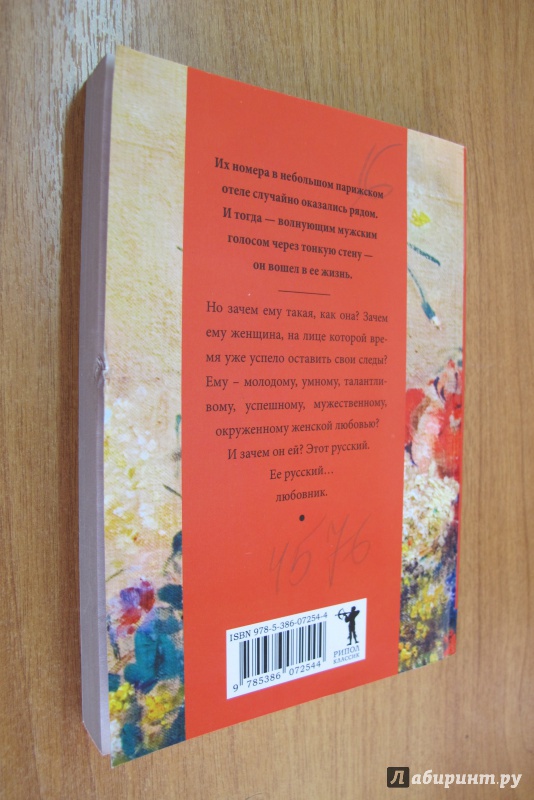 Их номера в небольшом парижском
отеле случайно оказались рядом.
И тогда — волнующим мужским
голосом через тонкую стену —
он вошел в ее жизнь.
Но зачем ему такая, как она? Зачем
ему женщина, на лице которой вре-
мя уже успело оставить свои следы?
Ему – молодому, умному, талантли-
вому, успешному, мужественному,
окруженному женской любовью?
И зачем он ей? Этот русский.
Ее русский...
любовник.
4576
ISBN 978-5-386-07254-4
9 785386 072544
РИПОЛ
КЛАССИК
Лабиринт.ру